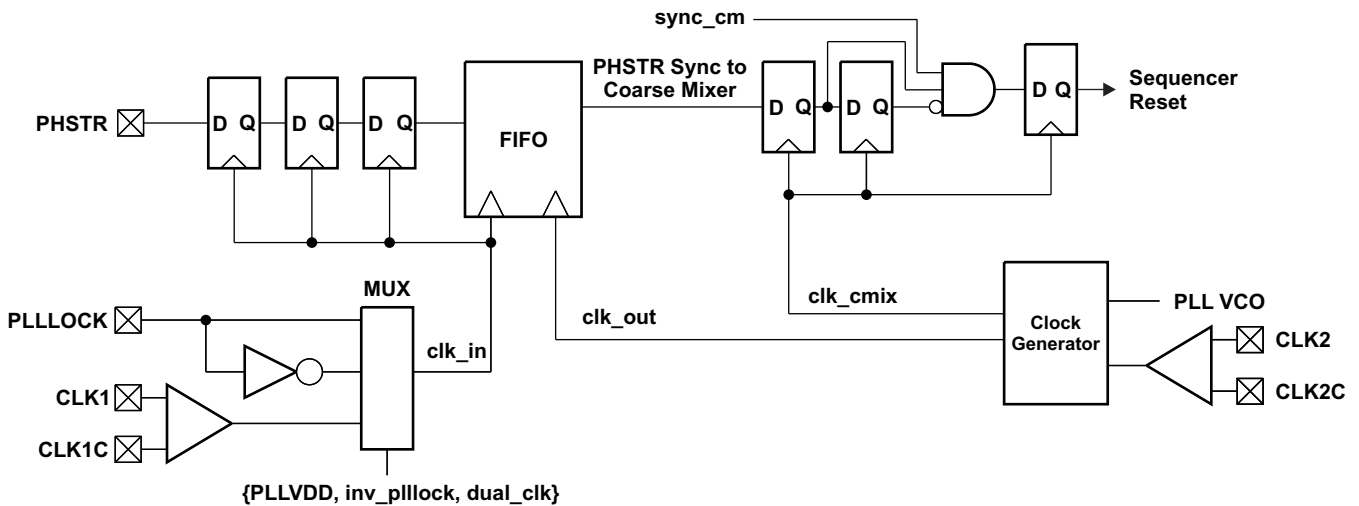 sync_cm
PHSTR Sync to
Coarse Mixer
Sequencer
Reset
PHSTR
D Q
D Q
D Q
FIFO
D Q
D Q
D Q
MUX
PLLLOCK
clk_in
clk_out
clk_cmix
Clock
Generator
PLL VCO
CLK2
CLK2C
CLK1
CLK1C
{PLLVDD, inv_plllock, dual_clk}